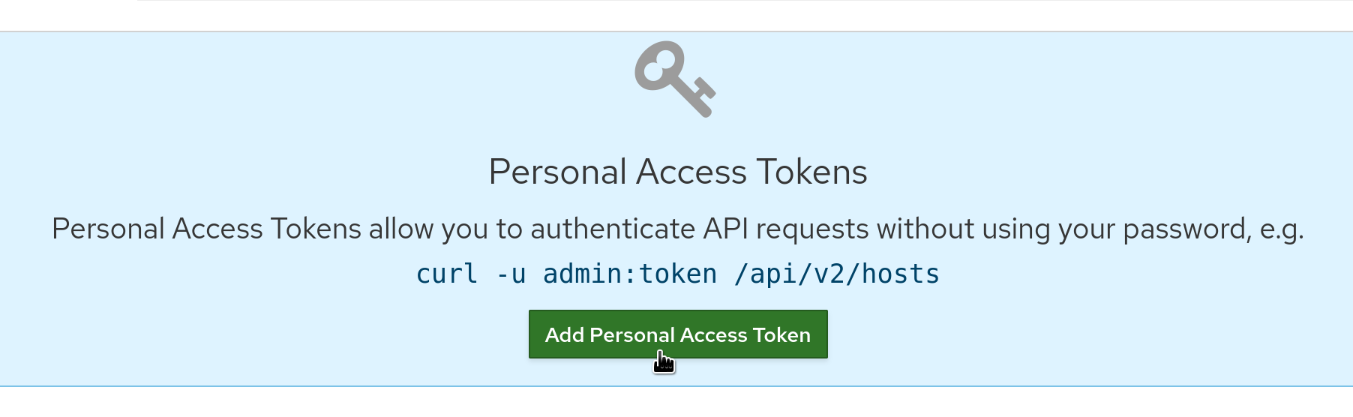 Personal Access Tokens
Personal Access Tokens allow you to authenticate API requests without using your password, e.g.
curl -u admin:token /api/v2/hosts
Add Personal Access Token